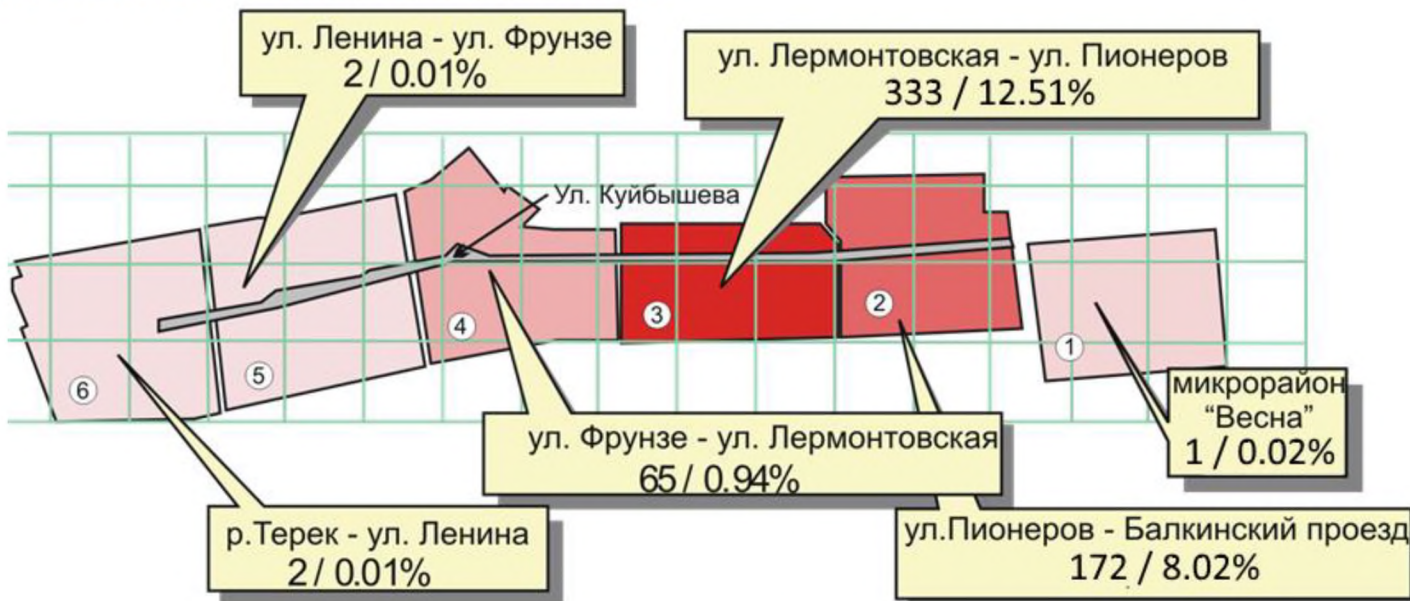 ул. Ленина - ул. Фрунзе
2 / 0.01%
ул. Лермонтовская - ул. Пионеров
333 / 12.51%
Ул. Куйбышева
6
5
4
3
2
1
микрорайон
“Весна”
1 / 0.02%
ул. Фрунзе - ул. Лермонтовская
65 / 0.94%
р.Терек - ул. Ленина
2 / 0.01%
ул.Пионеров - Балкинский проезд
172 / 8.02%